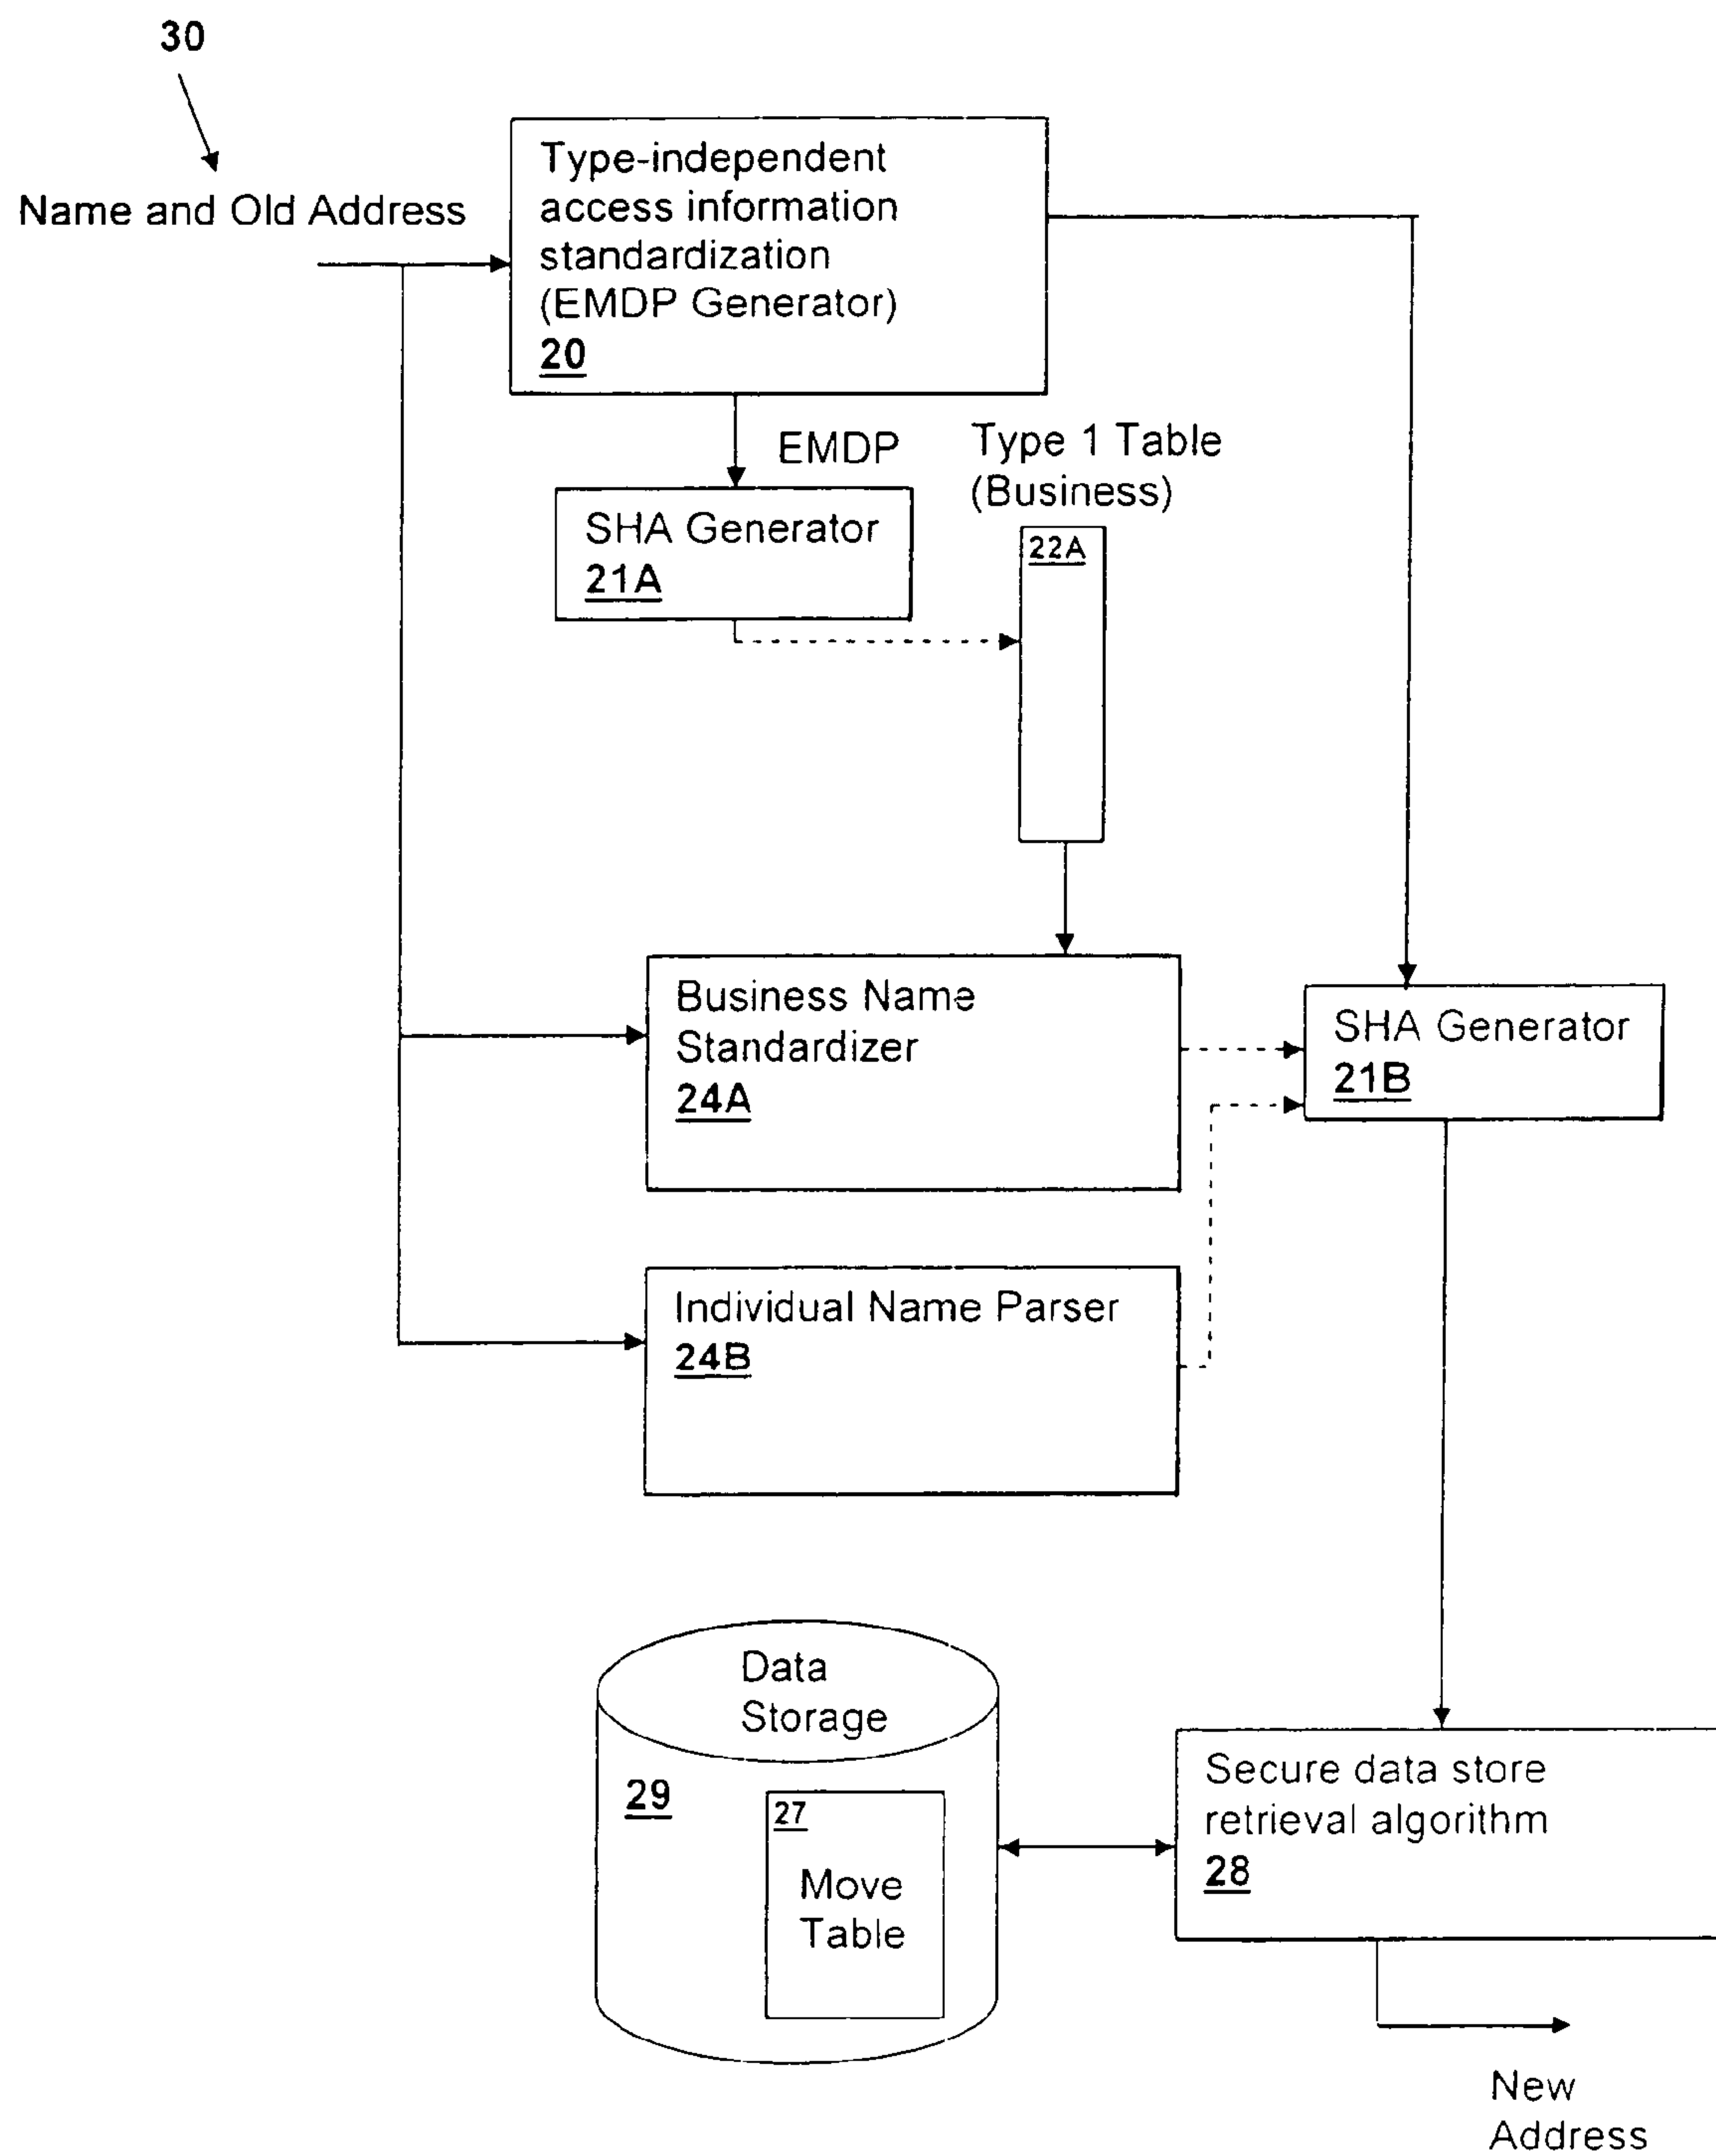 30
Name and Old Address
Type-independent
access information
standardization
(EMDP Generator)
20
EMDP
Type 1 Table
(Business)
SHA Generator
21A
22A
Business Name
Standardizer
24A
SHA Generator
21B
Individual Name Parser
24B
Data
Storage
29
27
Move
Table
Secure data store
retrieval algorithm
28
New
Address